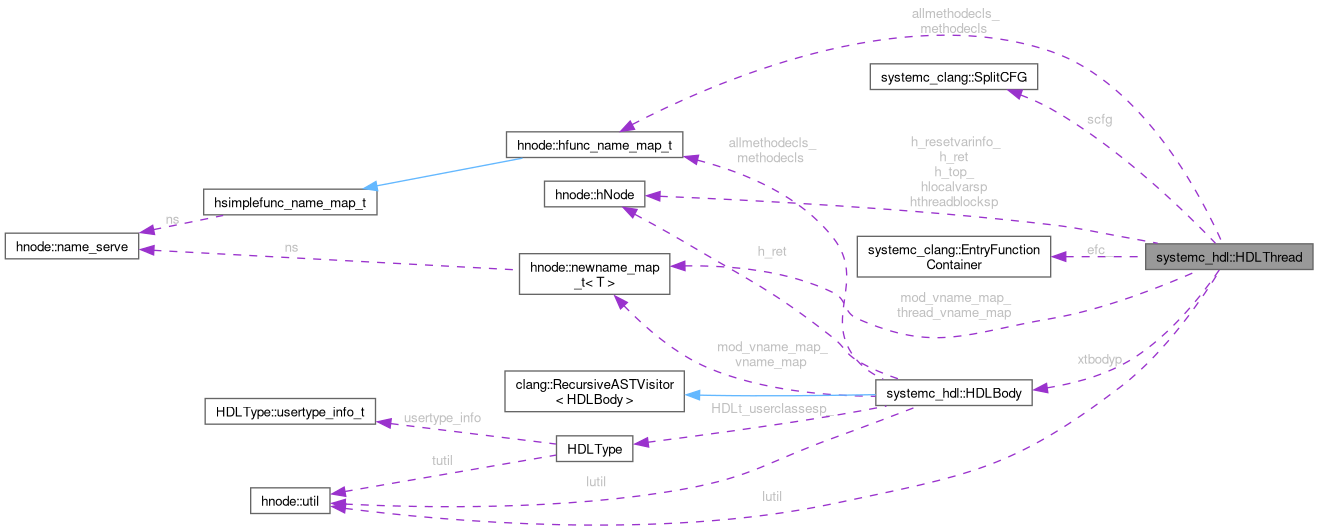 allmethodecls_
methodecls
systemc_clang::SplitCFG
scfg
hnode::hfunc_name_map_t
allmethodecls_
methodecls
h_resetvarinfo_
h_ret
h_top_
hlocalvarsp
hthreadblocksp
hnode::hNode
hsimplefunc_name_map_t
ns
hnode::name_serve
ns
h_ret
systemc_clang::EntryFunction
Container
efc
systemc_hdl::HDLThread
hnode::newname_map
_t< T >
mod_vname_map_
thread_vname_map
mod_vname_map_
vname_map
xtbodyp
clang::RecursiveASTVisitor
< HDLBody >
systemc_hdl::HDLBody
HDLType::usertype_info_t
usertype_info
HDLt_userclassesp
HDLType
tutil
lutil
hnode::util
lutil